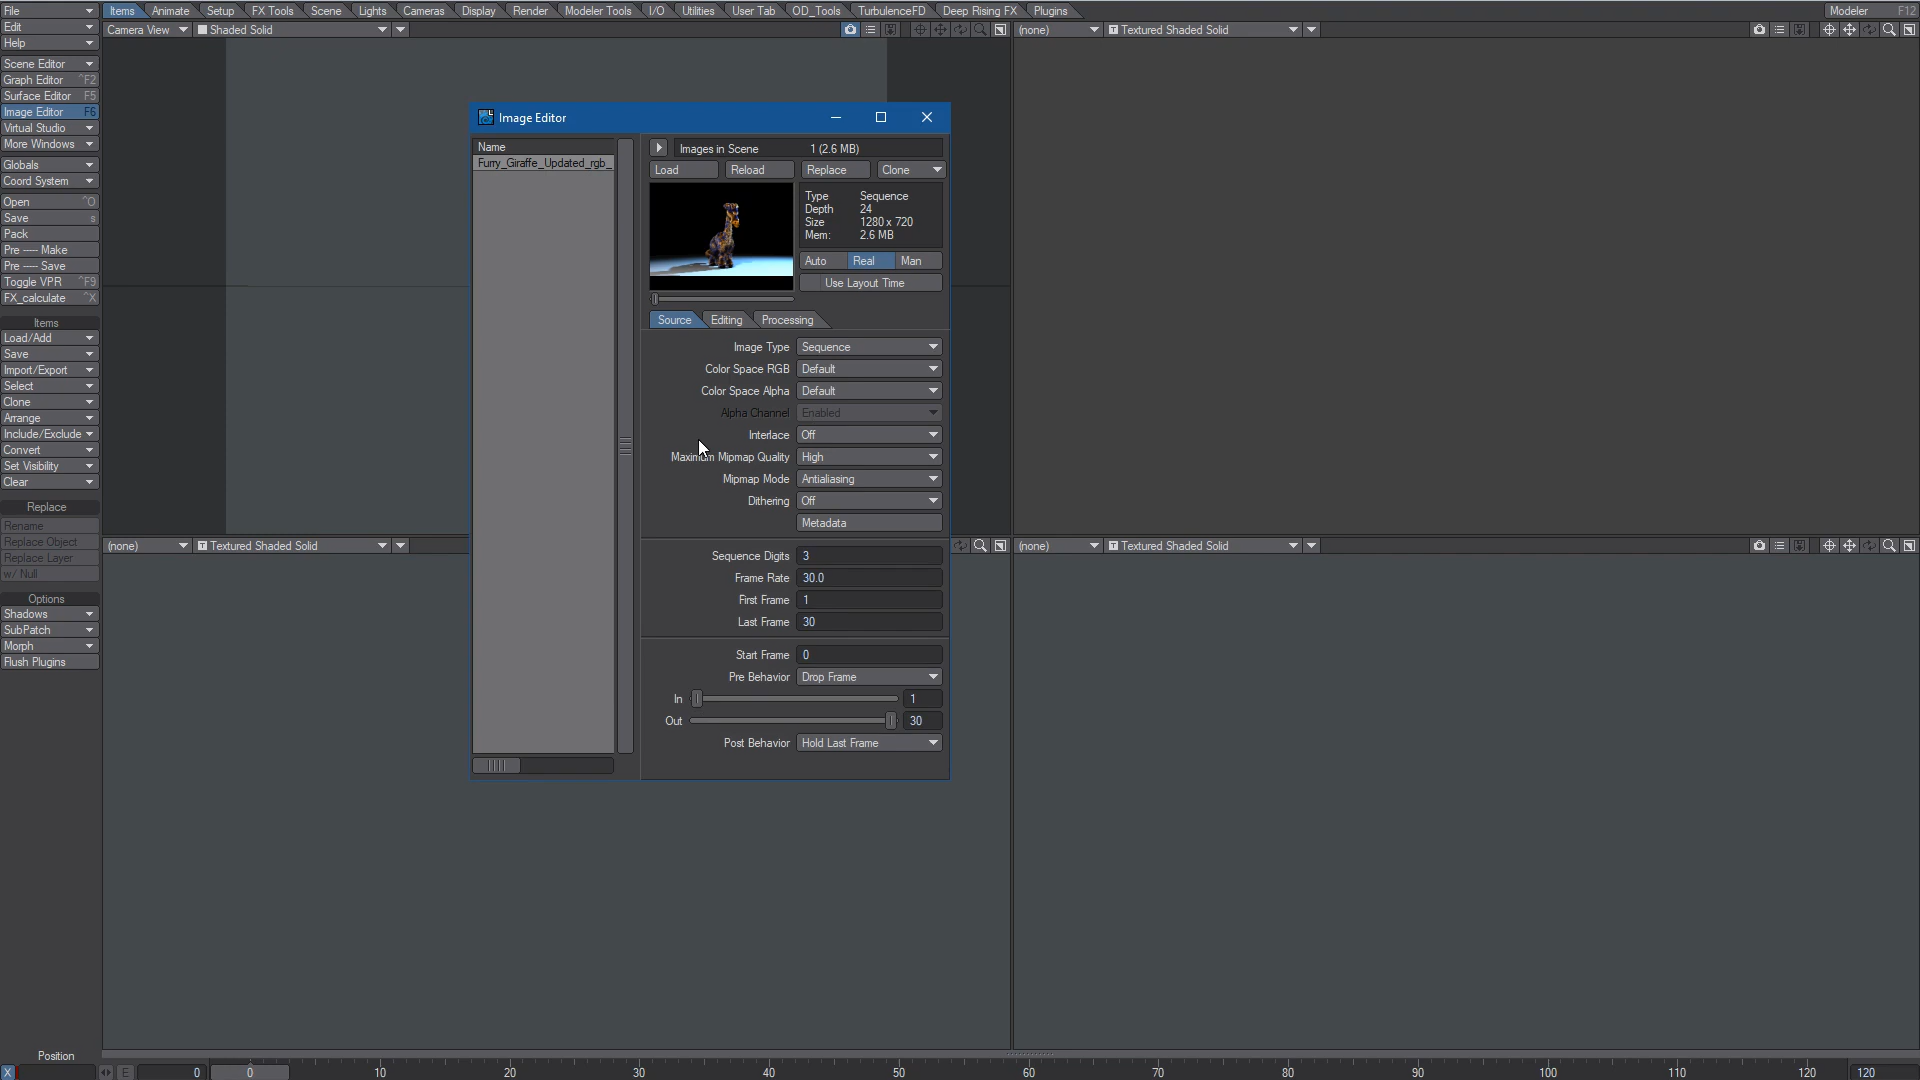 File Items Animate Setup FX Tools Scene Lights Cameras Display Render Modeler Tools I/O Utilities User Tab OD_Tools TurbulenceFD Deep Rising FX Plugins Modeler F12
Edit Camera View Shaded Solid (none) Textured Shaded Solid
Help
Scene Editor
Graph Editor ^F2
Surface Editor F5
Image Editor F6
Virtual Studio
More Windows
Globals
Coord System
Open ^O
Save s
Pack
Pre ---- Make
Pre ---- Save
Toggle VPR ^F9
FX_calculate ^X
Items
Load/Add
Save
Import/Export
Select
Clone
Arrange
Include/Exclude
Convert
Set Visibility
Clear
Replace
Rename
Replace Object
Replace Layer
w/ Null
Options
Shadows
SubPatch
Morph
Flush Plugins
Image Editor
Name
Furry_Giraffe_Updated_rgb_
Images in Scene 1 (2.6 MB)
Load Reload Replace Clone
Type Sequence
Depth 24
Size 1280 x 720
Mem: 2.6 MB
Auto Real Man
Use Layout Time
Source Editing Processing
Image Type Sequence
Color Space RGB Default
Color Space Alpha Default
Alpha Channel Enabled
Interlace Off
Maximum Mipmap Quality High
Mipmap Mode Antialiasing
Dithering Off
Metadata
Sequence Digits 3
Frame Rate 30.0
First Frame 1
Last Frame 30
Start Frame 0
Pre Behavior Drop Frame
In 1
Out 30
Post Behavior Hold Last Frame
(none) T Textured Shaded Solid (none) T Textured Shaded Solid
Position
X E 0 0 10 20 30 40 50 60 70 80 90 100 110 120 120